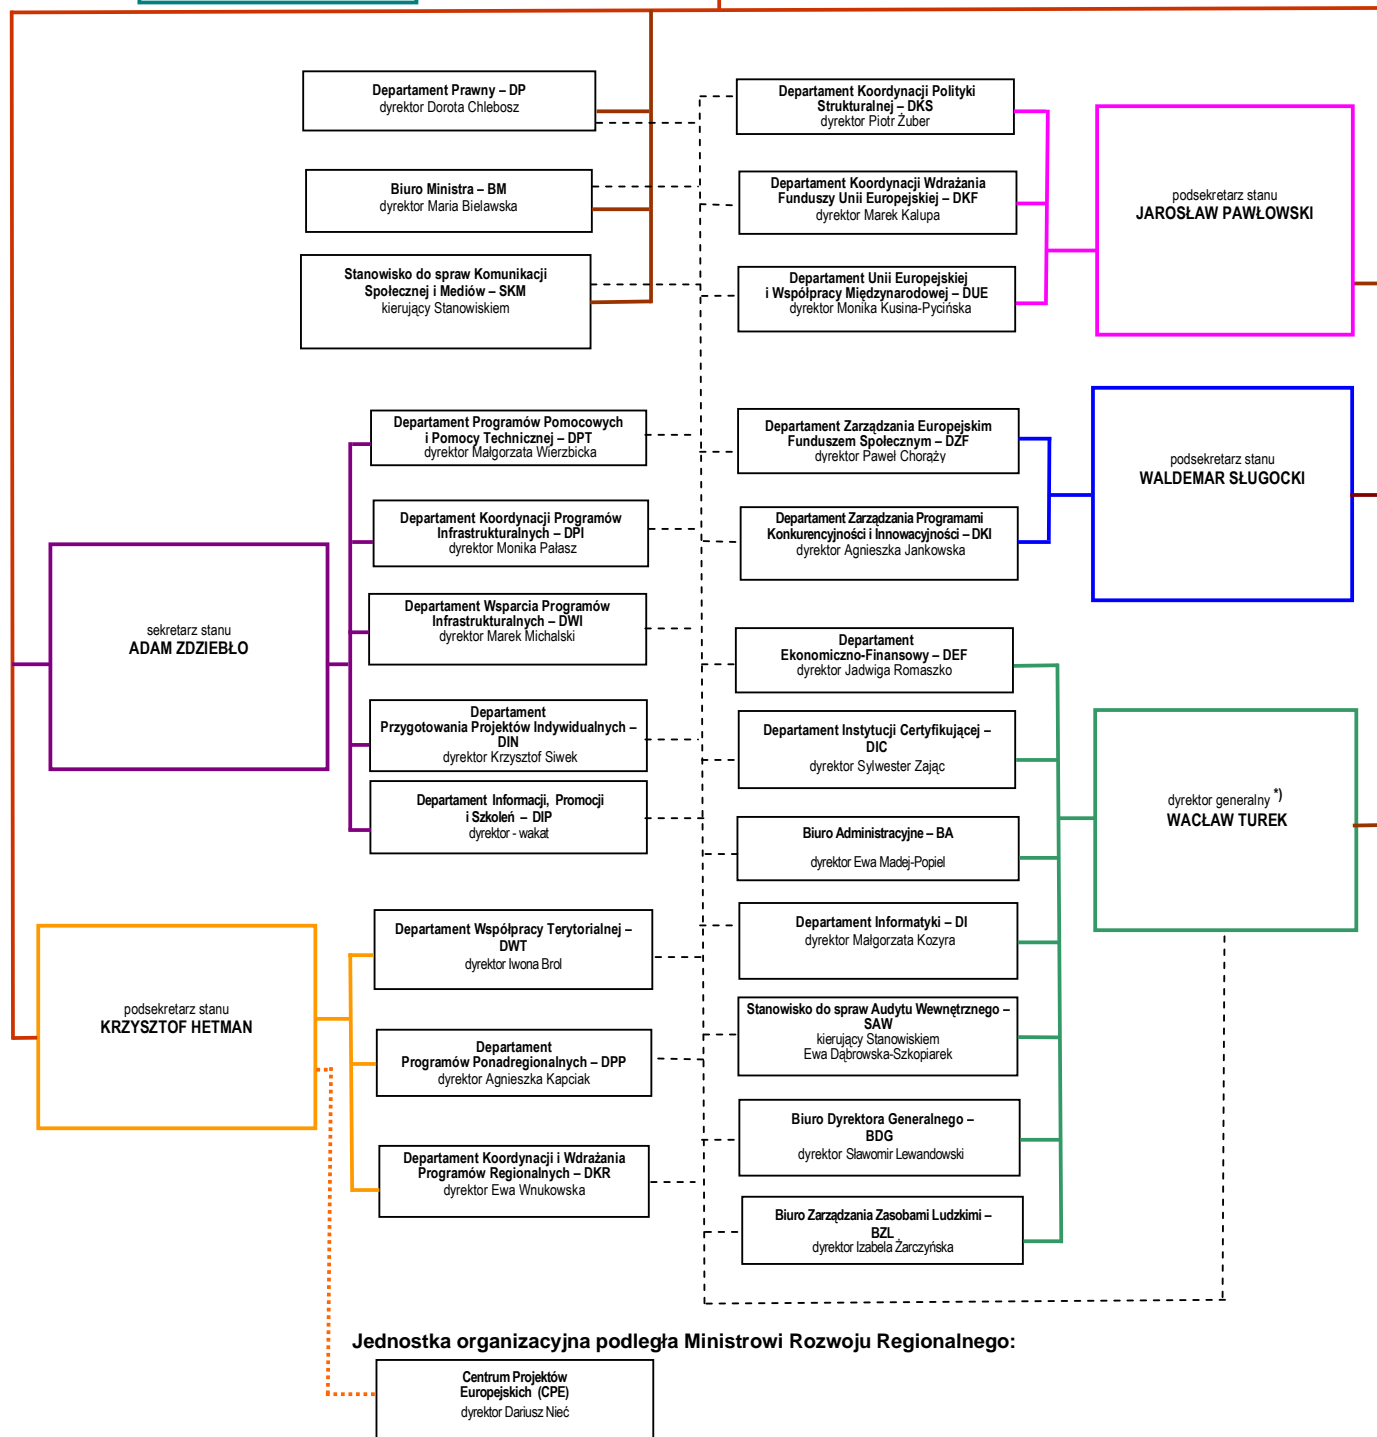 Departament Prawny – DP
dyrektor Dorota Chlebosz
Biuro Ministra – BM
dyrektor Maria Bielawska
Stanowisko do spraw Komunikacji
Społecznej i Mediów – SKM
kierujący Stanowiskiem
Departament Koordynacji Polityki
Strukturalnej – DKS
dyrektor Piotr Żuber
Departament Koordynacji Wdrażania
Funduszy Unii Europejskiej – DKF
dyrektor Marek Kalupa
Departament Unii Europejskiej
i Współpracy Międzynarodowej – DUE
dyrektor Monika Kusina-Pycińska
podsekretarz stanu
JAROSŁAW PAWŁOWSKI
Departament Programów Pomocowych
i Pomocy Technicznej – DPT
dyrektor Małgorzata Wierzbicka
Departament Koordynacji Programów
Infrastrukturalnych – DPI
dyrektor Monika Pałasz
Departament Wsparcia Programów
Infrastrukturalnych – DWI
dyrektor Marek Michalski
Departament
Przygotowania Projektów Indywidualnych –
DIN
dyrektor Krzysztof Siwek
Departament Informacji, Promocji
i Szkoleń – DIP
dyrektor - wakat
sekretarz stanu
ADAM ZDZIEBŁO
Departament Zarządzania Europejskim
Funduszem Społecznym – DZF
dyrektor Paweł Chorąży
Departament Zarządzania Programami
Konkurencyjności i Innowacyjności – DKI
dyrektor Agnieszka Jankowska
podsekretarz stanu
WALDEMAR SŁUGOCKI
Departament
Ekonomiczno-Finansowy – DEF
dyrektor Jadwiga Romaszko
Departament Instytucji Certyfikującej –
DIC
dyrektor Sylwester Zając
Biuro Administracyjne – BA
dyrektor Ewa Madej-Popiel
Departament Informatyki – DI
dyrektor Małgorzata Kozyra
Stanowisko do spraw Audytu Wewnętrznego –
SAW
kierujący Stanowiskiem
Ewa Dąbrowska-Szkopiarek
Biuro Dyrektora Generalnego –
BDG
dyrektor Sławomir Lewandowski
Biuro Zarządzania Zasobami Ludzkimi –
BZL
dyrektor Izabela Żarczyńska
dyrektor generalny *)
WACŁAW TUREK
podsekretarz stanu
KRZYSZTOF HETMAN
Departament Współpracy Terytorialnej –
DWT
dyrektor Iwona Brol
Departament
Programów Ponadregionalnych – DPP
dyrektor Agnieszka Kapciak
Departament Koordynacji i Wdrażania
Programów Regionalnych – DKR
dyrektor Ewa Wnukowska
Jednostka organizacyjna podległa Ministrowi Rozwoju Regionalnego:
Centrum Projektów
Europejskich (CPE)
dyrektor Dariusz Nieć